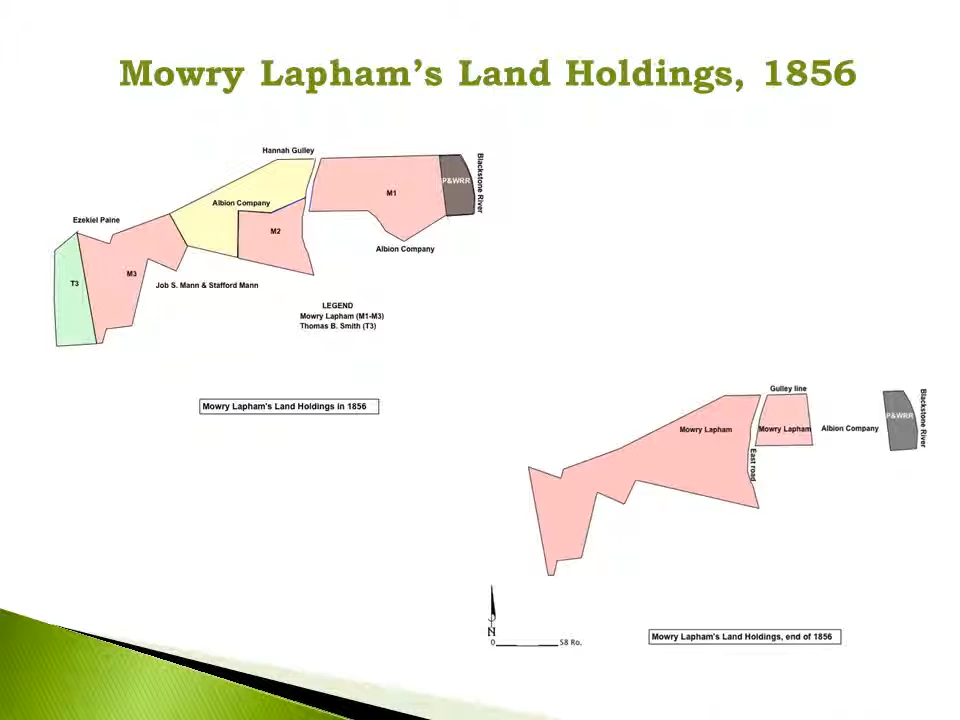 Mowry Lapham’s Land Holdings, 1856
Hannah Gulley
Blackstone River
P&WRR
M1
Albion Company
Ezekiel Paine
M2
Albion Company
M3
T3
Job S. Mann & Stafford Mann
LEGEND
Mowry Lapham (M1-M3)
Thomas B. Smith (T3)
Mowry Lapham's Land Holdings in 1856
Gulley line
Blackstone River
P&WRR
Mowry Lapham
Mowry Lapham
Albion Company
East road
N
0
58 Ro.
Mowry Lapham's Land Holdings, end of 1856